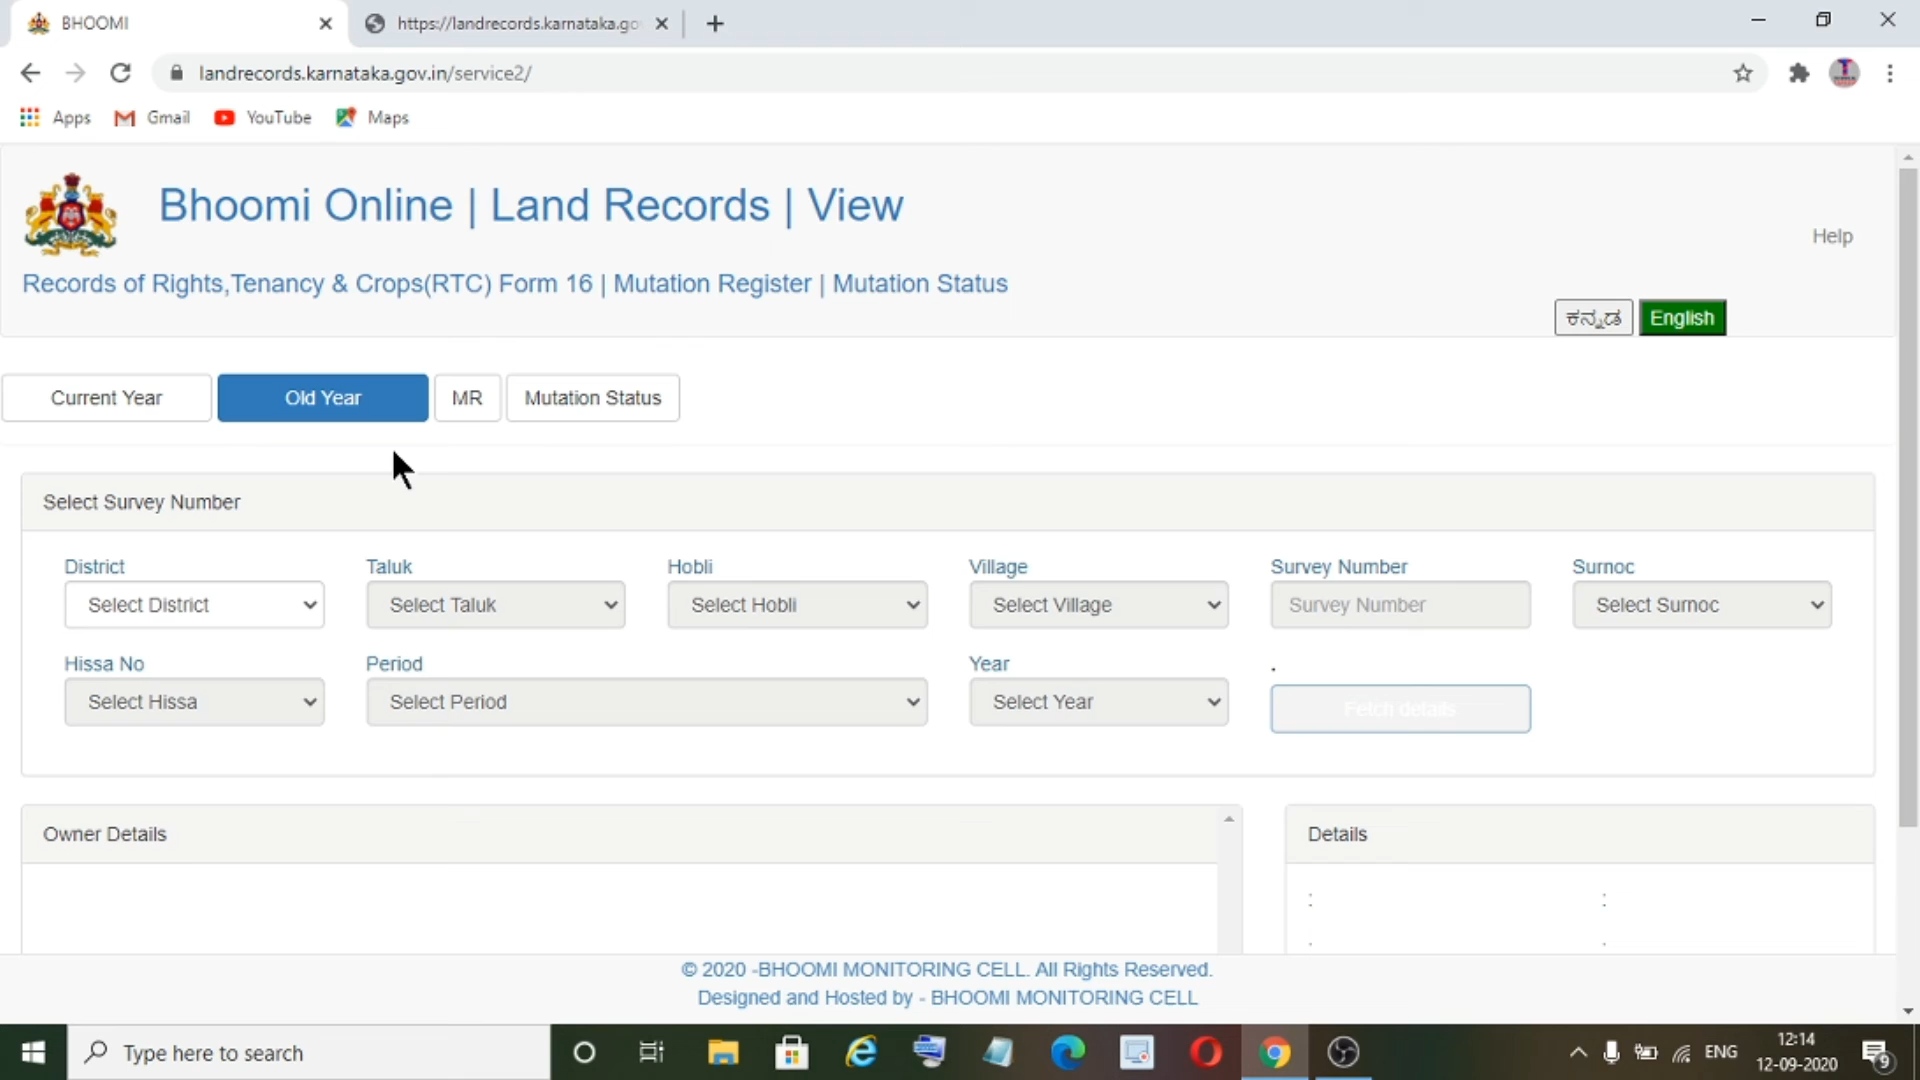 BHOOMI
https://landrecords.karnataka.go
landrecords.karnataka.gov.in/service2/
Apps Gmail YouTube Maps
Bhoomi Online | Land Records | View
Help
Records of Rights,Tenancy & Crops(RTC) Form 16 | Mutation Register | Mutation Status
ಕನ್ನಡ English
Current Year Old Year MR Mutation Status
Select Survey Number
District Taluk Hobli Village Survey Number Surnoc
Select District Select Taluk Select Hobli Select Village Survey Number Select Surnoc
Hissa No Period Year .
Select Hissa Select Period Select Year Fetch details
Owner Details Details
: :
. .
© 2020 -BHOOMI MONITORING CELL. All Rights Reserved.
Designed and Hosted by - BHOOMI MONITORING CELL
Type here to search
ENG
12:14
12-09-2020
9